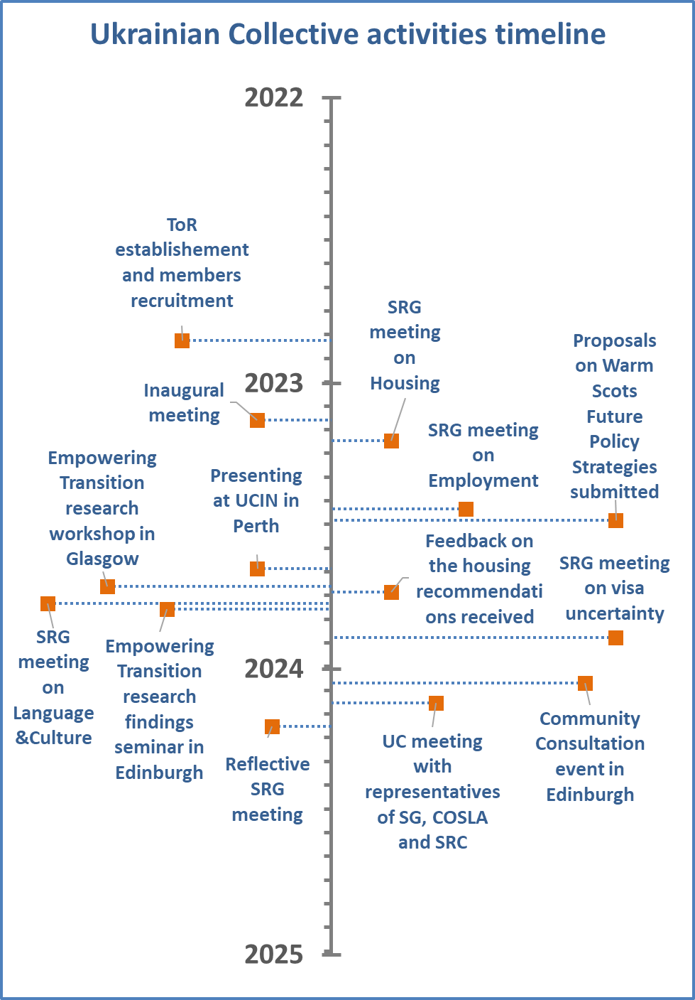 Ukrainian Collective activities timeline
2022
ToR
establishement
and members
recruitment
SRG
meeting
on
Housing
Proposals
on Warm
Scots
Future
Policy
Strategies
submitted
2023
Inaugural
meeting
SRG meeting
on
Employment
Empowering
Transition
research
workshop in
Glasgow
Presenting
at UCIN in
Perth
Feedback on
the housing
recommendati
ons received
SRG meeting
on visa
uncertainty
SRG
meeting
on
Language
&Culture
Empowering
Transition
research
findings
seminar in
Edinburgh
2024
Reflective
SRG
meeting
UC meeting
with
representatives
of SG, COSLA
and SRC
Community
Consultation
event in
Edinburgh
2025